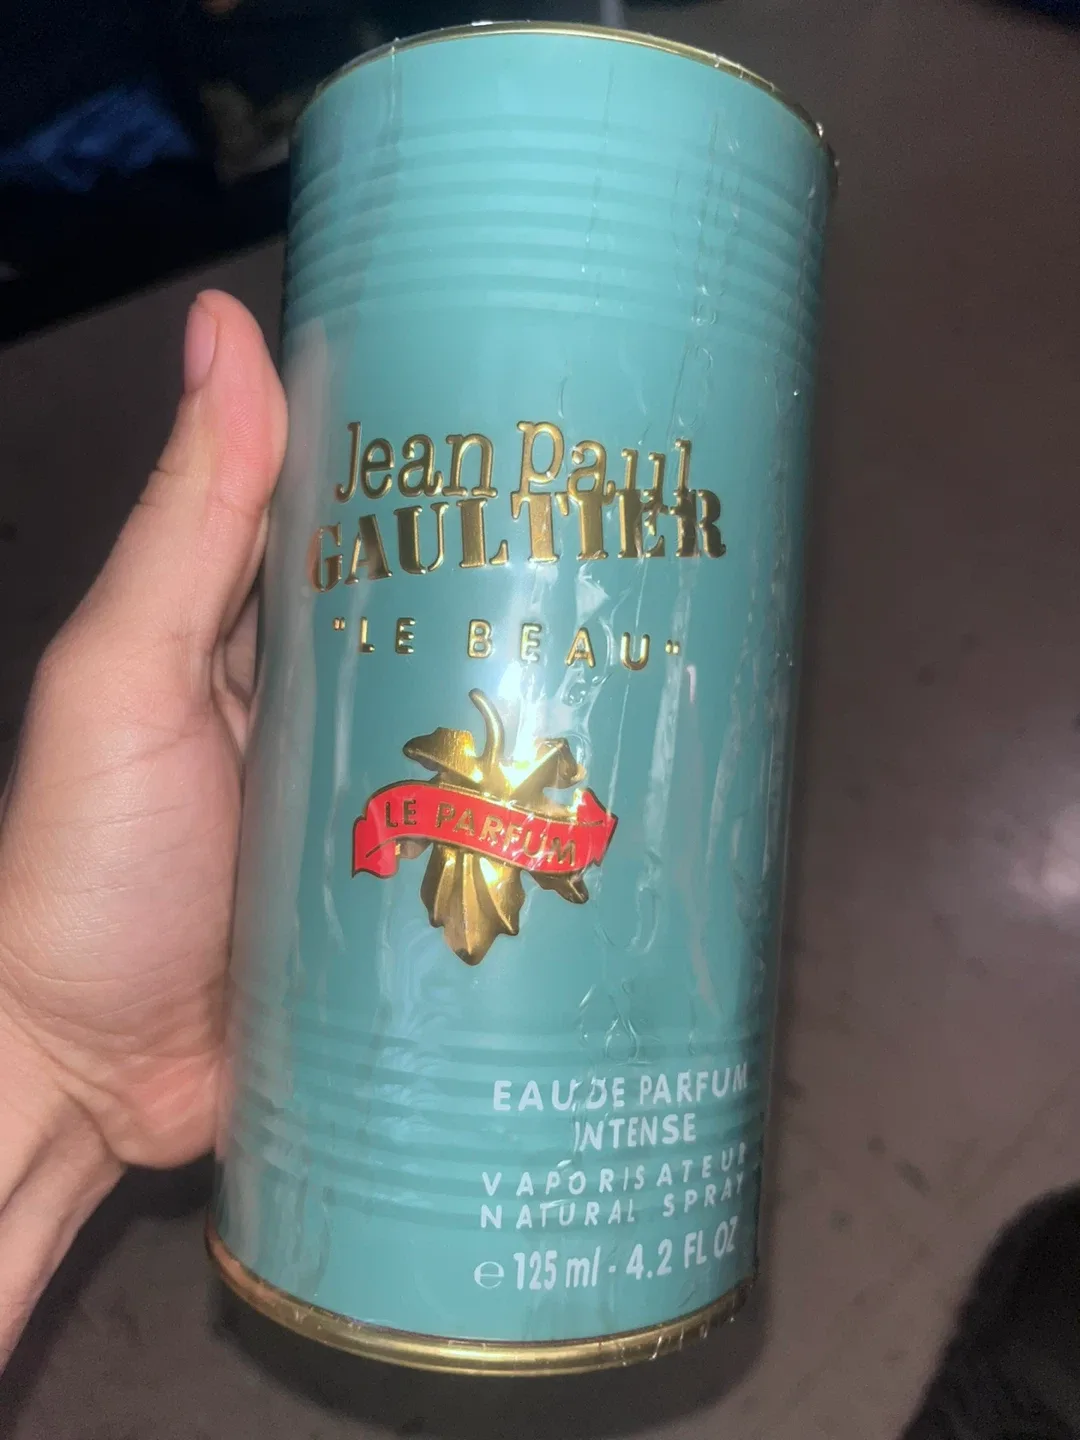 Jean Paul
GAULTIER
"LE BEAU"
LE PARFUM
EAU DE PARFUM
INTENSE
VAPORISATEUR
NATURAL SPRAY
℮ 125 ml - 4.2 FL OZ